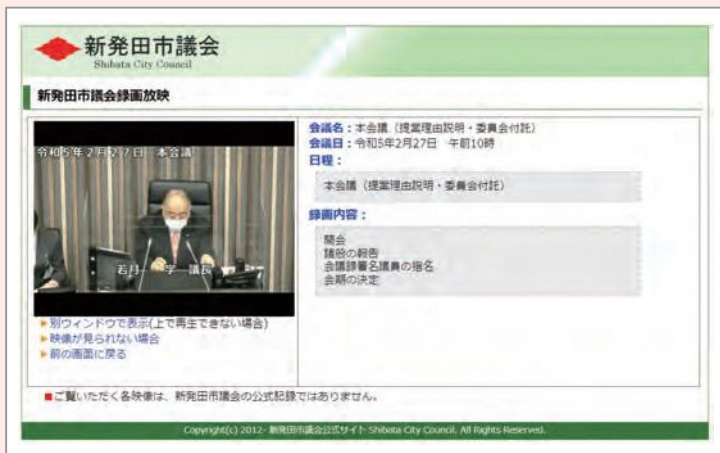 新発田市議会
Shibata City Council
新発田市議会録画放映
令和5年2月27日 本会議
若月 学 議長
▶別ウィンドウで表示(上で再生できない場合)
▶映像が見られない場合
▶前の画面に戻る
会議名：本会議（提案理由説明・委員会付託）
会議日：令和5年2月27日 午前10時
日程：
本会議（提案理由説明・委員会付託）
録画内容：
開会
議般の報告
会議録署名議員の指名
会期の決定
■ご覧いただく各映像は、新発田市議会の公式記録ではありません。
Copyright(c) 2012- 新発田市議会公式サイト Shibata City Council. All Rights Reserved.